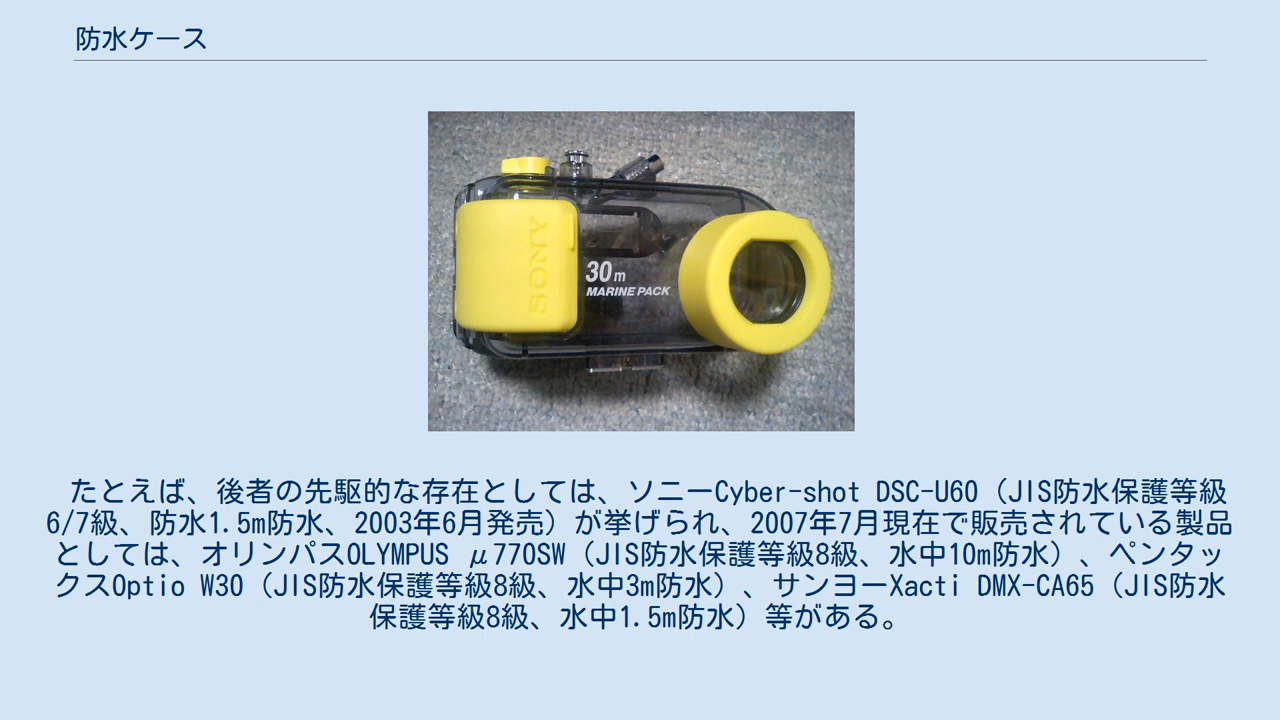 防水ケース
SONY
30m
MARINE PACK
たとえば、後者の先駆的な存在としては、ソニーCyber-shot DSC-U60（JIS防水保護等級
6/7級、防水1.5m防水、2003年6月発売）が挙げられ、2007年7月現在で販売されている製品
としては、オリンパスOLYMPUS μ770SW（JIS防水保護等級8級、水中10m防水）、ペンタッ
クスOptio W30（JIS防水保護等級8級、水中3m防水）、サンヨーXacti DMX-CA65（JIS防水
保護等級8級、水中1.5m防水）等がある。